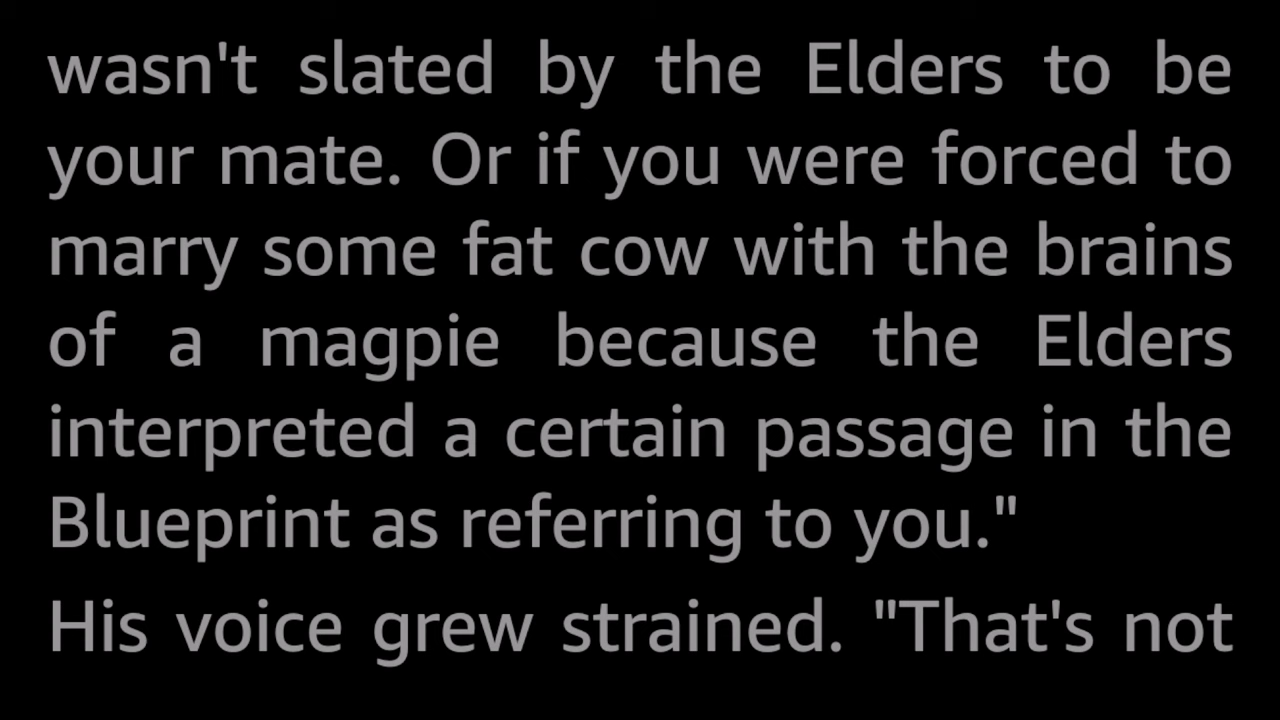 wasn't slated by the Elders to be
your mate. Or if you were forced to
marry some fat cow with the brains
of a magpie because the Elders
interpreted a certain passage in the
Blueprint as referring to you."
His voice grew strained. "That's not